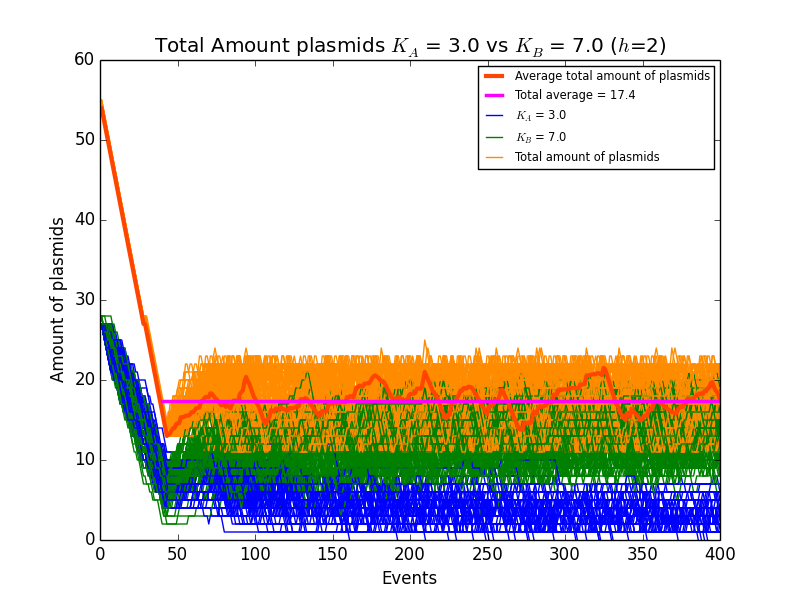 Total Amount plasmids K_A = 3.0 vs K_B = 7.0 (h=2)
Average total amount of plasmids
Total average = 17.4
K_A = 3.0
K_B = 7.0
Total amount of plasmids
60
50
40
30
20
10
0
Amount of plasmids
0 50 100 150 200 250 300 350 400
Events